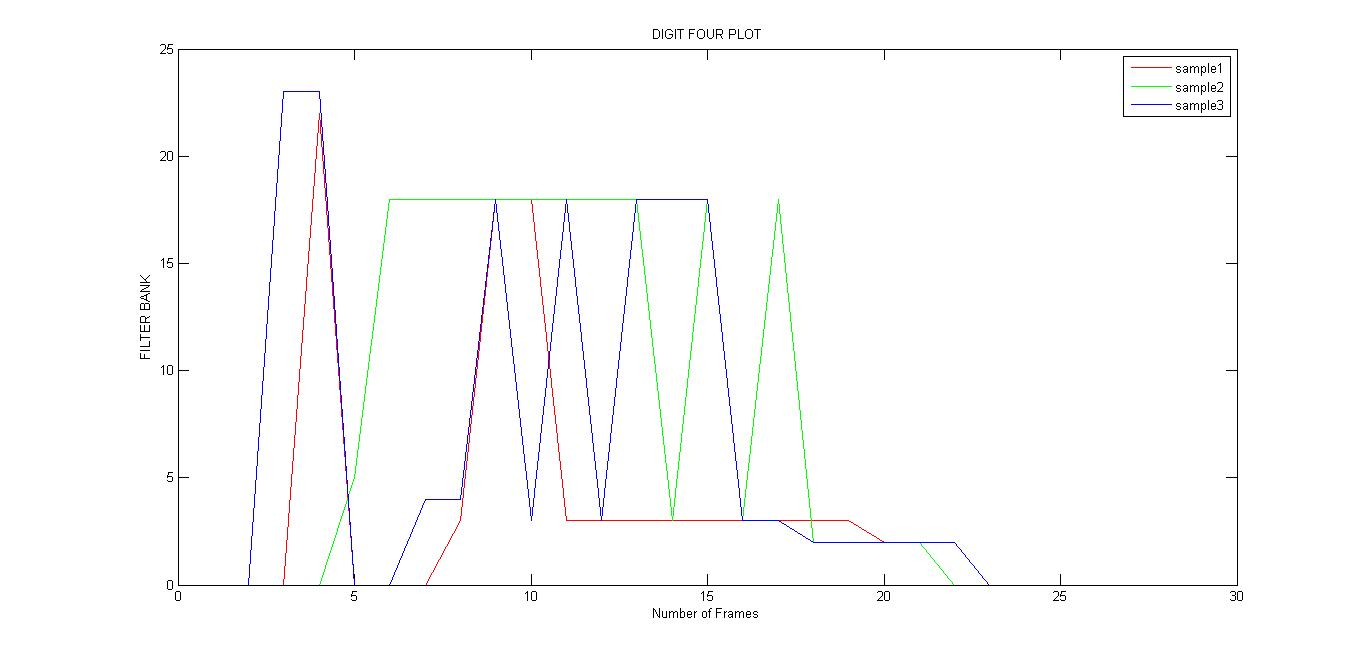 DIGIT FOUR PLOT
25
20
15
10
5
0
FILTER BANK
sample1
sample2
sample3
0 5 10 15 20 25 30
Number of Frames